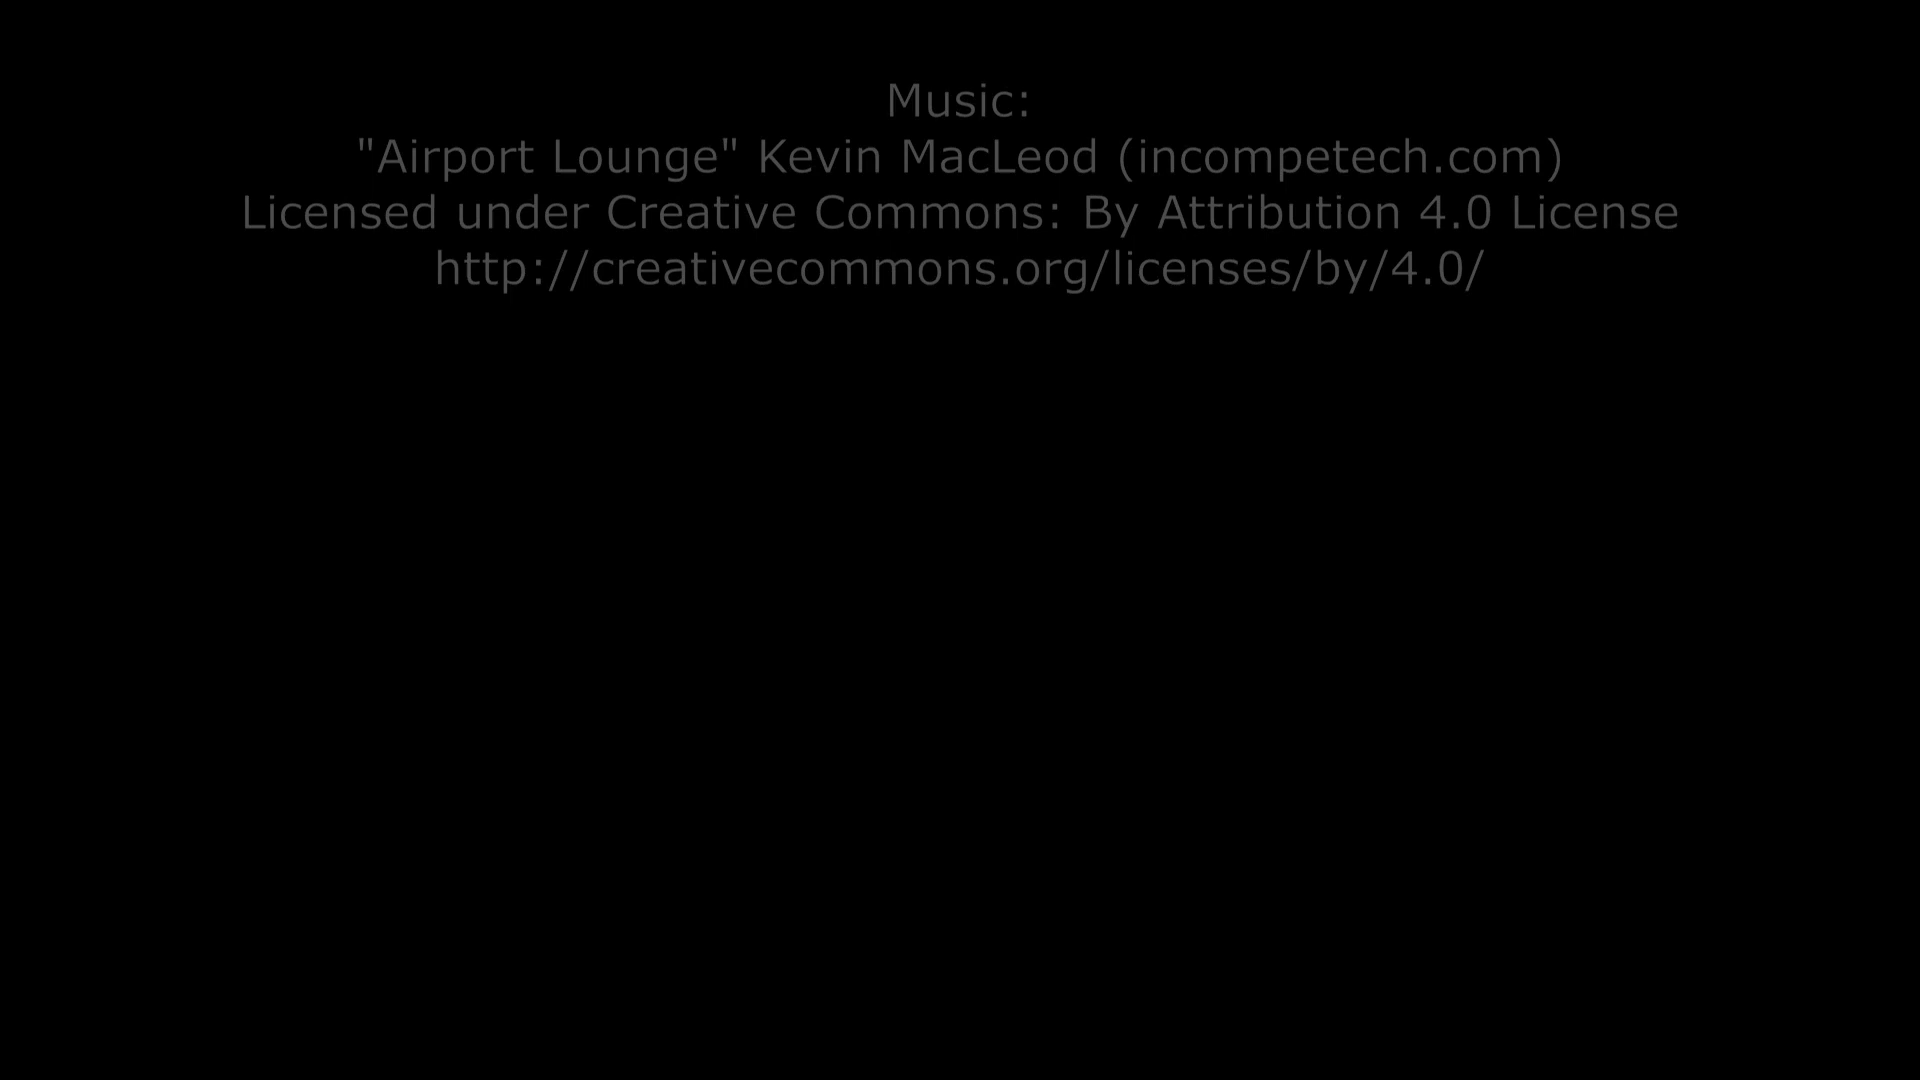 Music:
"Airport Lounge" Kevin MacLeod (incompetech.com)
Licensed under Creative Commons: By Attribution 4.0 License
http://creativecommons.org/licenses/by/4.0/